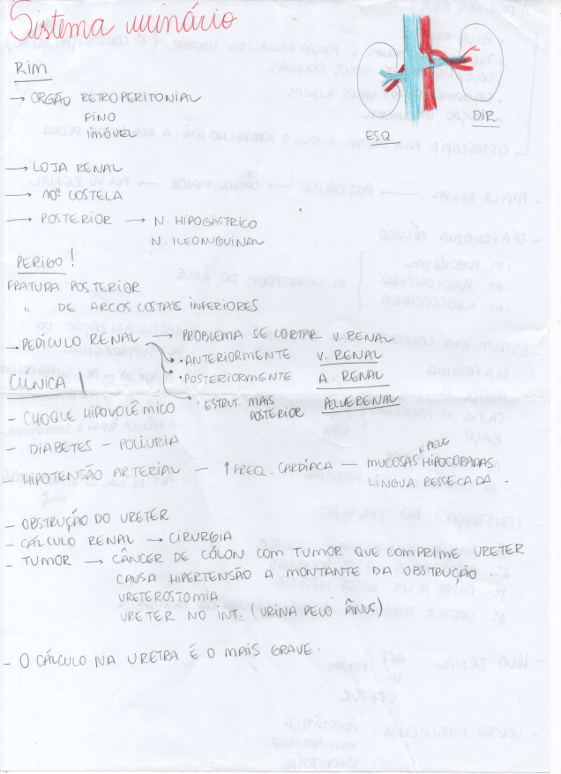 Sistema urinário
RIM
→ ORGÃO RETROPERITONIAL
FINO
IMÓVEL
ESQ
DIR.
→ LOJA RENAL
→ 10ª COSTELA
→ POSTERIOR → N. HIPOGÁSTRICO
N. ILEOINGUINAL
PERIGO!
FRATURA POSTERIOR
" DE ARCOS COSTAIS INFERIORES
→ PEDÍCULO RENAL → PROBLEMA SE CORTAR V. RENAL
• ANTERIORMENTE V. RENAL
• POSTERIORMENTE A. RENAL
• ESTRUT. MAIS POSTERIOR PELVE RENAL
CLÍNICA!
- CHOQUE HIPOVOLÊMICO
- DIABETES - POLIURIA
- HIPOTENSÃO ARTERIAL - ↑ FREQ. CARDÍACA - MUCOSAS + PELE HIPOCORADAS
LÍNGUA RESSECADA.
- OBSTRUÇÃO DO URETER
- CÁLCULO RENAL → CIRURGIA
- TUMOR → CÂNCER DE CÓLON COM TUMOR QUE COMPRIME URETER
CAUSA HIPERTENSÃO A MONTANTE DA OBSTRUÇÃO.
URETEROSTOMIA
URETER NO INT. (URINA PELO ÂNUS)
- O CÁLCULO NA URETRA É O MAIS GRAVE.